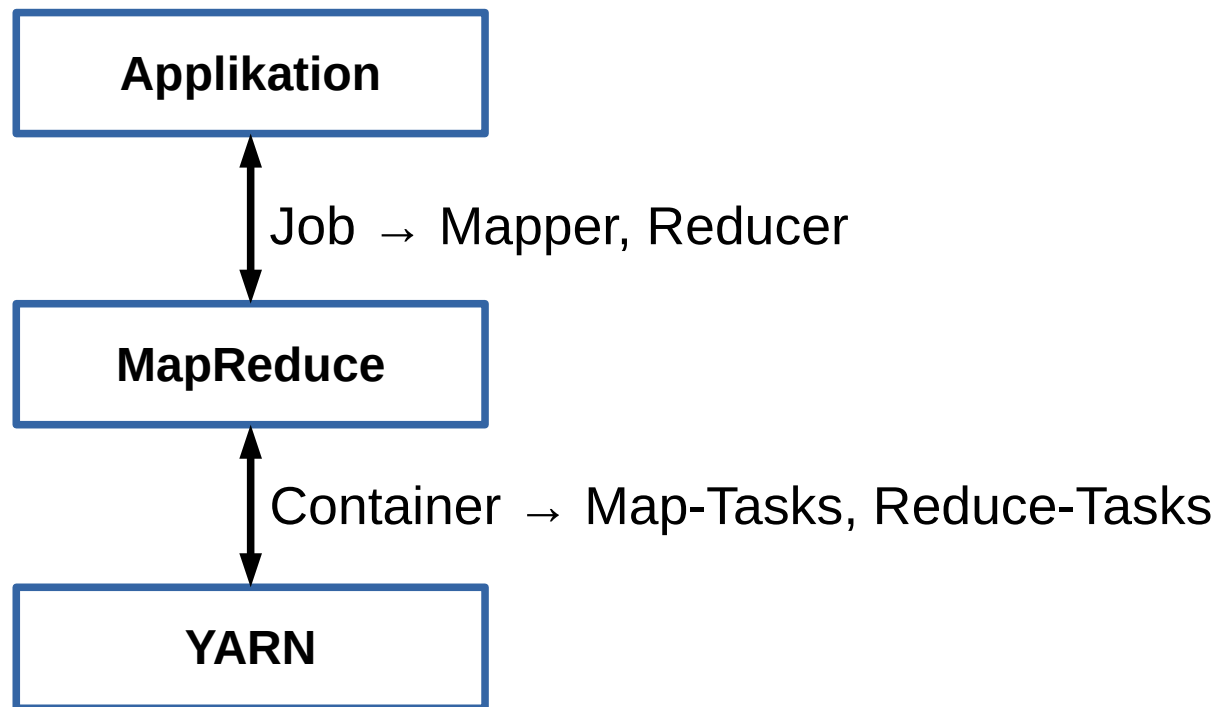 Applikation
Job → Mapper, Reducer
MapReduce
Container → Map-Tasks, Reduce-Tasks
YARN